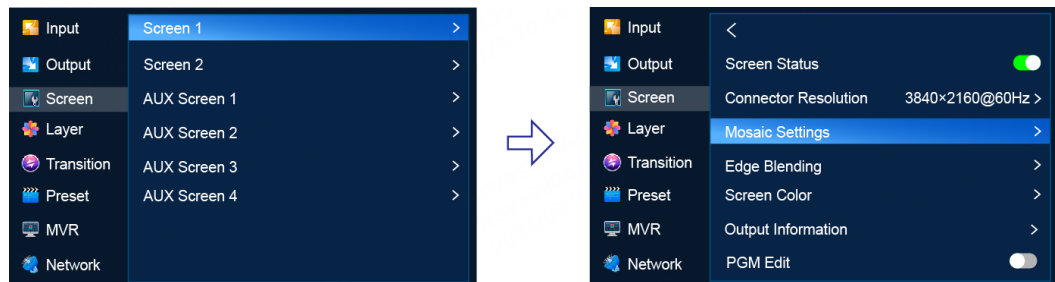 Input
Output
Screen
Layer
Transition
Preset
MVR
Network
Screen 1 >
Screen 2 >
AUX Screen 1 >
AUX Screen 2 >
AUX Screen 3 >
AUX Screen 4 >
Input
Output
Screen
Layer
Transition
Preset
MVR
Network
<
Screen Status
Connector Resolution 3840×2160@60Hz >
Mosaic Settings >
Edge Blending >
Screen Color >
Output Information >
PGM Edit